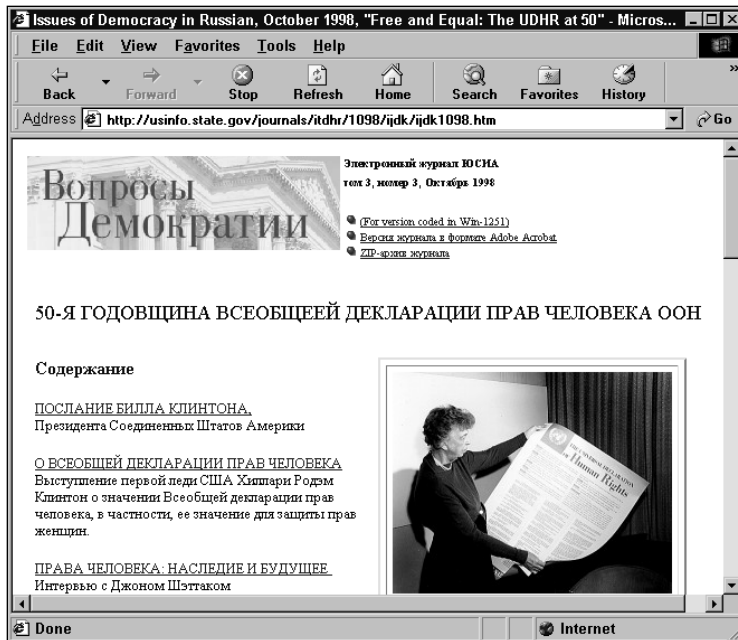 Issues of Democracy in Russian, October 1998, "Free and Equal: The UDHR at 50" - Micros...
File Edit View Favorites Tools Help
Back Forward Stop Refresh Home Search Favorites History
Address http://usinfo.state.gov/journals/itdhr/1098/ijdk/ijdk1098.htm Go
Вопросы
Демократии
Электронный журнал ЮСИА
том 3, номер 3, Октябрь 1998
(For version coded in Win-1251)
Версия журнала в формате Adobe Acrobat
ZIP-архив журнала
50-Я ГОДОВЩИНА ВСЕОБЩЕЕЙ ДЕКЛАРАЦИИ ПРАВ ЧЕЛОВЕКА ООН
Содержание
ПОСЛАНИЕ БИЛЛА КЛИНТОНА,
Президента Соединенных Штатов Америки
О ВСЕОБЩЕЙ ДЕКЛАРАЦИИ ПРАВ ЧЕЛОВЕКА
Выступление первой леди США Хиллари Родэм
Клинтон о значении Всеобщей декларации прав
человека, в частности, ее значение для защиты прав
женщин.
ПРАВА ЧЕЛОВЕКА: НАСЛЕДИЕ И БУДУЩЕЕ
Интервью с Джоном Шэттаком
THE UNIVERSAL DECLARATION
of Human Rights
Done Internet